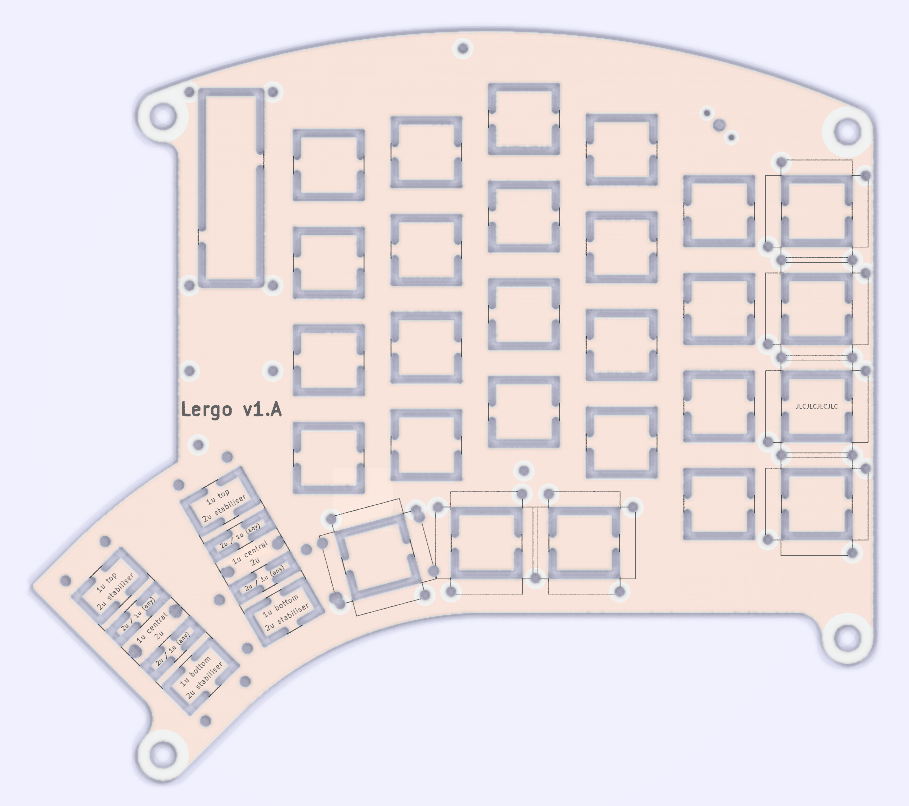 Lergo v1.A
JLCJLCJLCJLC
1u top
2u stabiliser
2u / 1u (any)
1u central
2u
2u / 1u (any)
1u bottom
2u stabiliser
1u top
2u stabiliser
2u / 1u (any)
1u central
2u
2u / 1u (any)
1u bottom
2u stabiliser